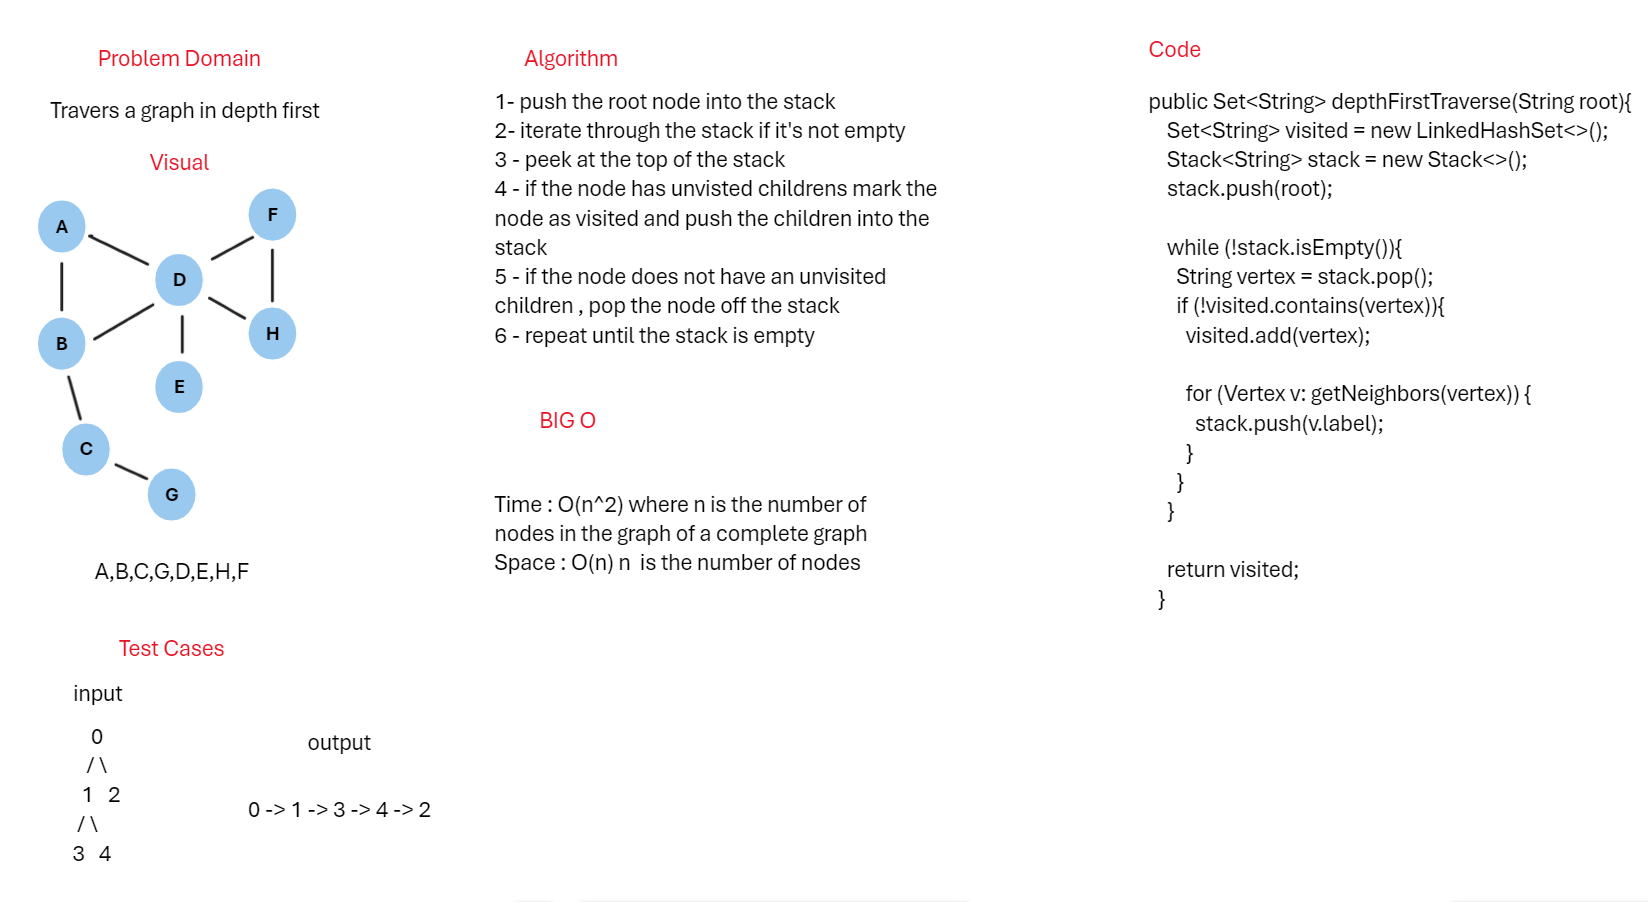 Problem Domain
Travers a graph in depth first
Visual
A
F
D
B
H
E
C
G
A,B,C,G,D,E,H,F
Test Cases
input
0
/ \
1 2
/ \
3 4
output
0 -> 1 -> 3 -> 4 -> 2
Algorithm
1- push the root node into the stack
2- iterate through the stack if it's not empty
3 - peek at the top of the stack
4 - if the node has unvisted childrens mark the
node as visited and push the children into the
stack
5 - if the node does not have an unvisited
children , pop the node off the stack
6 - repeat until the stack is empty
BIG O
Time : O(n^2) where n is the number of
nodes in the graph of a complete graph
Space : O(n) n is the number of nodes
Code
public Set<String> depthFirstTraverse(String root){
Set<String> visited = new LinkedHashSet<>();
Stack<String> stack = new Stack<>();
stack.push(root);
while (!stack.isEmpty()){
String vertex = stack.pop();
if (!visited.contains(vertex)){
visited.add(vertex);
for (Vertex v: getNeighbors(vertex)) {
stack.push(v.label);
}
}
}
return visited;
}